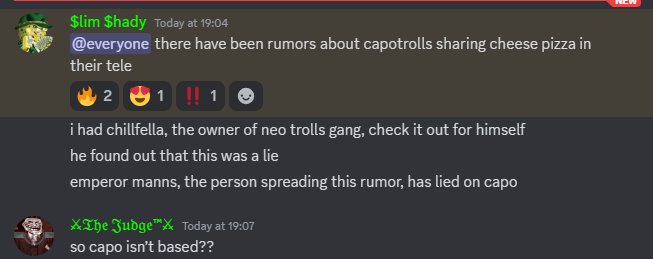 NEW
$lim $hady Today at 19:04
@everyone there have been rumors about capotrolls sharing cheese pizza in
their tele
🔥 2 😍 1 ‼️ 1
i had chillfella, the owner of neo trolls gang, check it out for himself
he found out that this was a lie
emperor manns, the person spreading this rumor, has lied on capo
⚔𝕿𝖍𝖊 𝕵𝖚𝖉𝖌𝖊™⚔ Today at 19:07
so capo isn't based??